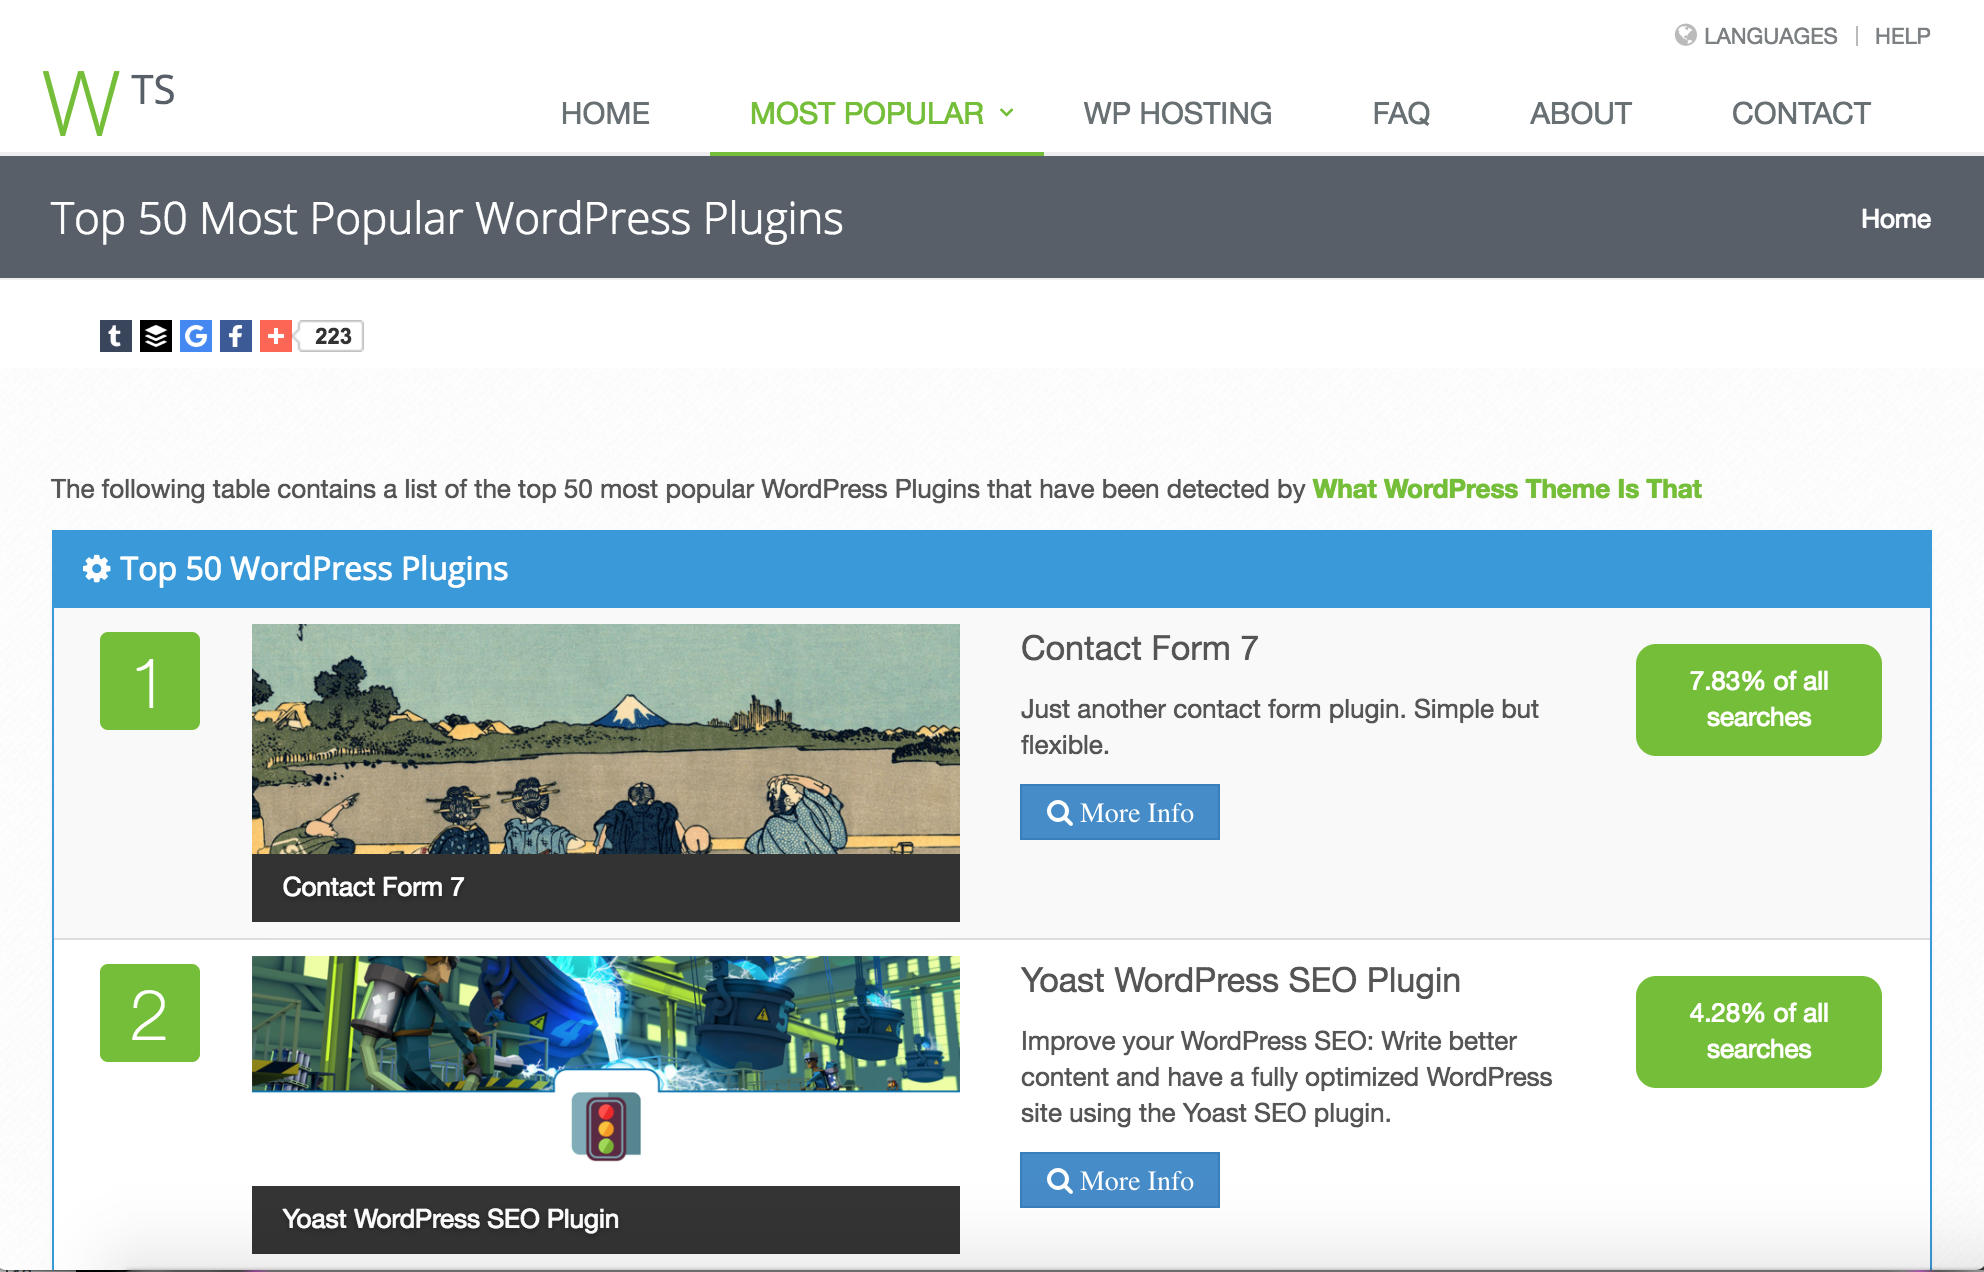 LANGUAGES | HELP
W TS
HOME MOST POPULAR WP HOSTING FAQ ABOUT CONTACT
Top 50 Most Popular WordPress Plugins
Home
223
The following table contains a list of the top 50 most popular WordPress Plugins that have been detected by What WordPress Theme Is That
Top 50 WordPress Plugins
1
Contact Form 7
Contact Form 7
Just another contact form plugin. Simple but
flexible.
More Info
7.83% of all
searches
2
Yoast WordPress SEO Plugin
Yoast WordPress SEO Plugin
Improve your WordPress SEO: Write better
content and have a fully optimized WordPress
site using the Yoast SEO plugin.
More Info
4.28% of all
searches